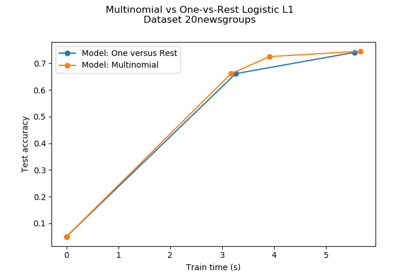 Multinomial vs One-vs-Rest Logistic L1
Dataset 20newsgroups
Model: One versus Rest
Model: Multinomial
Test accuracy
0.7
0.6
0.5
0.4
0.3
0.2
0.1
0 1 2 3 4 5
Train time (s)